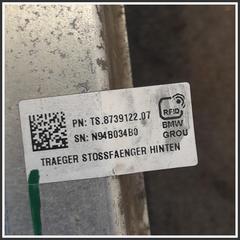 PN: TS.8739122.07
SN: N94B034B0
RFID
BMW
GROU
TRAEGER STOSSFAENGER HINTEN